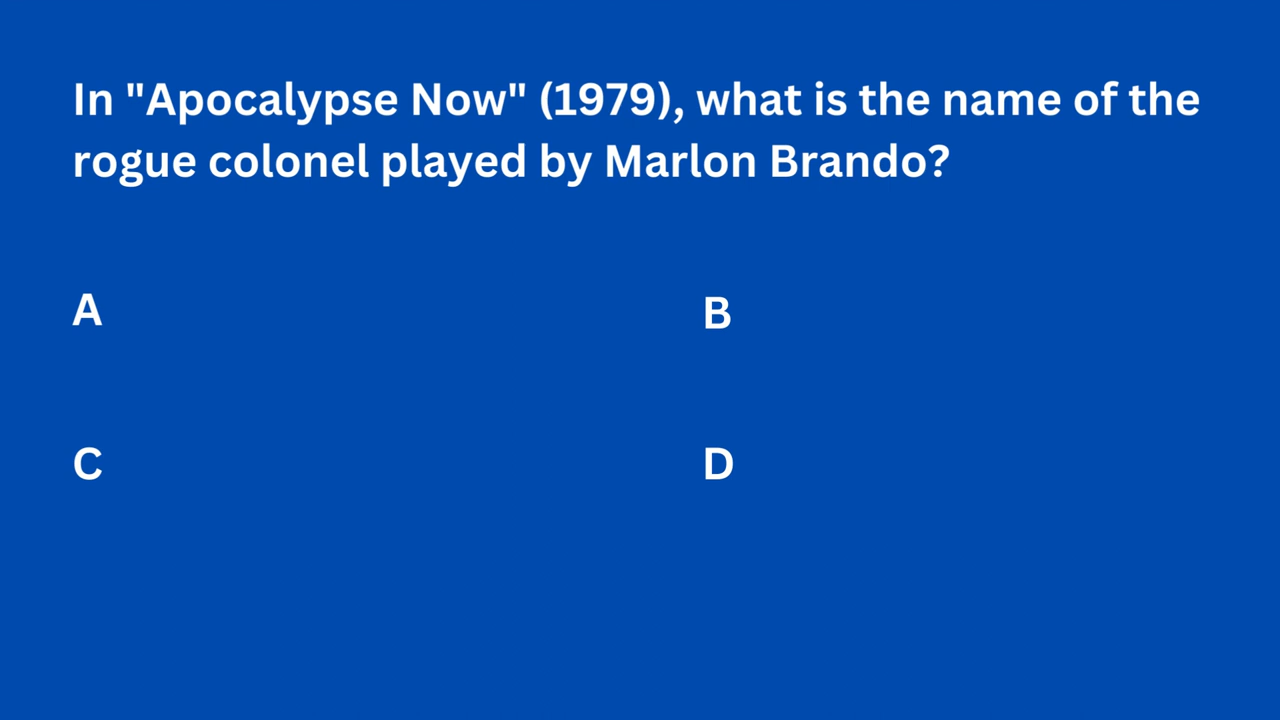 In "Apocalypse Now" (1979), what is the name of the
rogue colonel played by Marlon Brando?
A
B
C
D